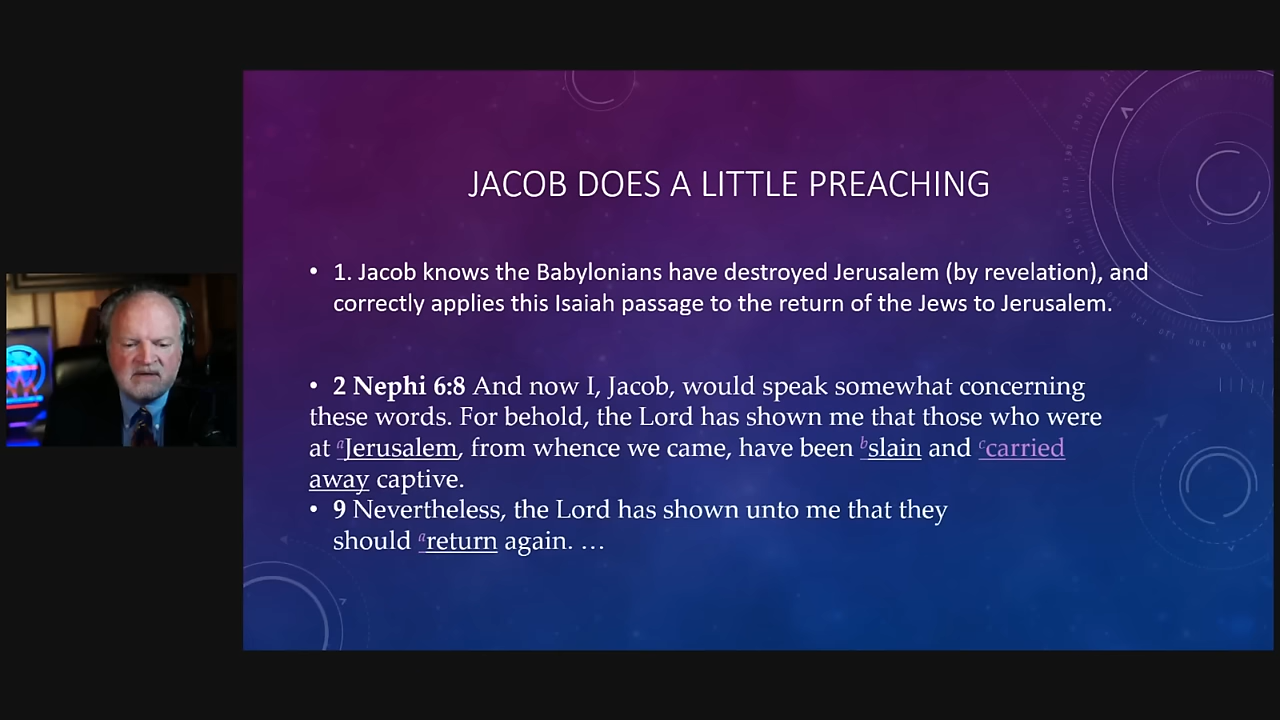 JACOB DOES A LITTLE PREACHING
• 1. Jacob knows the Babylonians have destroyed Jerusalem (by revelation), and
correctly applies this Isaiah passage to the return of the Jews to Jerusalem.
• 2 Nephi 6:8 And now I, Jacob, would speak somewhat concerning
these words. For behold, the Lord has shown me that those who were
at aJerusalem, from whence we came, have been bslain and ccarried
away captive.
• 9 Nevertheless, the Lord has shown unto me that they
should areturn again. …